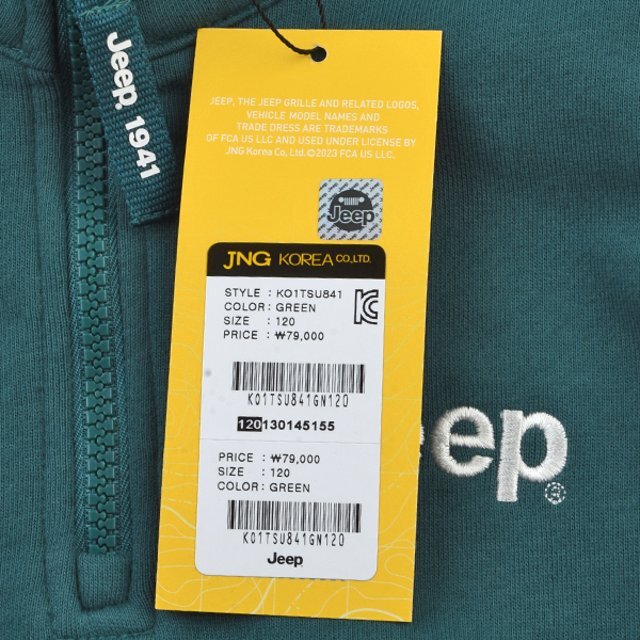 Jeep. 1941
JEEP, THE JEEP GRILLE AND RELATED LOGOS,
VEHICLE MODEL NAMES AND
TRADE DRESS ARE TRADEMARKS
OF FCA US LLC AND USED UNDER LICENSE BY
JNG Korea Co, Ltd.©2023 FCA US LLC.
Jeep
JNG KOREA CO.,LTD.
STYLE : KO1TSU841
COLOR: GREEN
SIZE : 120
PRICE : ₩79,000
K01TSU841GN120
120130145155
PRICE : ₩79,000
SIZE : 120
COLOR: GREEN
K01TSU841GN120
Jeep
eep